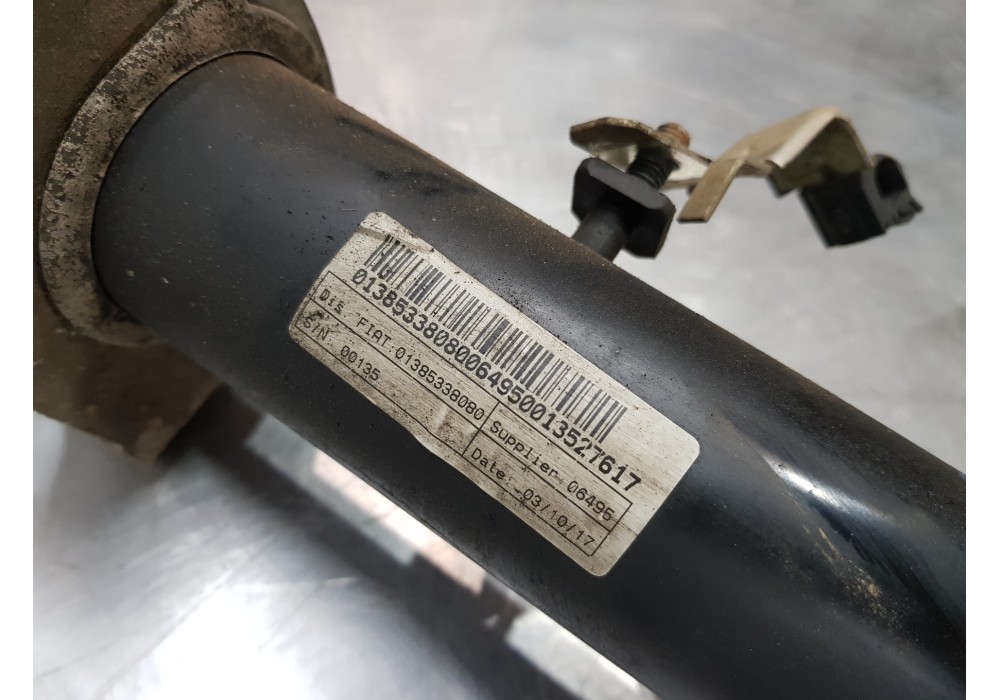 01385338080064950013527617
Dis. FIAT 01385338080 Supplier 06495
S/N: 00135 Date: 03/10/17